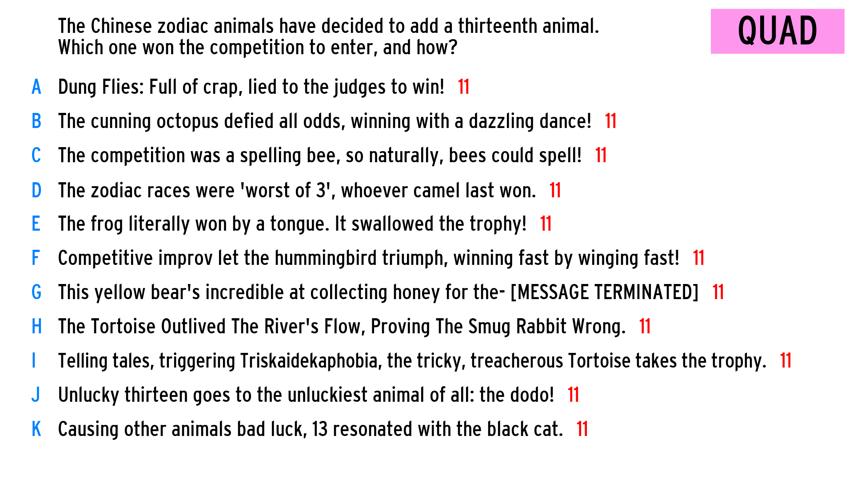 The Chinese zodiac animals have decided to add a thirteenth animal.
Which one won the competition to enter, and how?
QUAD
A Dung Flies: Full of crap, lied to the judges to win! 11
B The cunning octopus defied all odds, winning with a dazzling dance! 11
C The competition was a spelling bee, so naturally, bees could spell! 11
D The zodiac races were 'worst of 3', whoever camel last won. 11
E The frog literally won by a tongue. It swallowed the trophy! 11
F Competitive improv let the hummingbird triumph, winning fast by winging fast! 11
G This yellow bear's incredible at collecting honey for the- [MESSAGE TERMINATED] 11
H The Tortoise Outlived The River's Flow, Proving The Smug Rabbit Wrong. 11
I Telling tales, triggering Triskaidekaphobia, the tricky, treacherous Tortoise takes the trophy. 11
J Unlucky thirteen goes to the unluckiest animal of all: the dodo! 11
K Causing other animals bad luck, 13 resonated with the black cat. 11